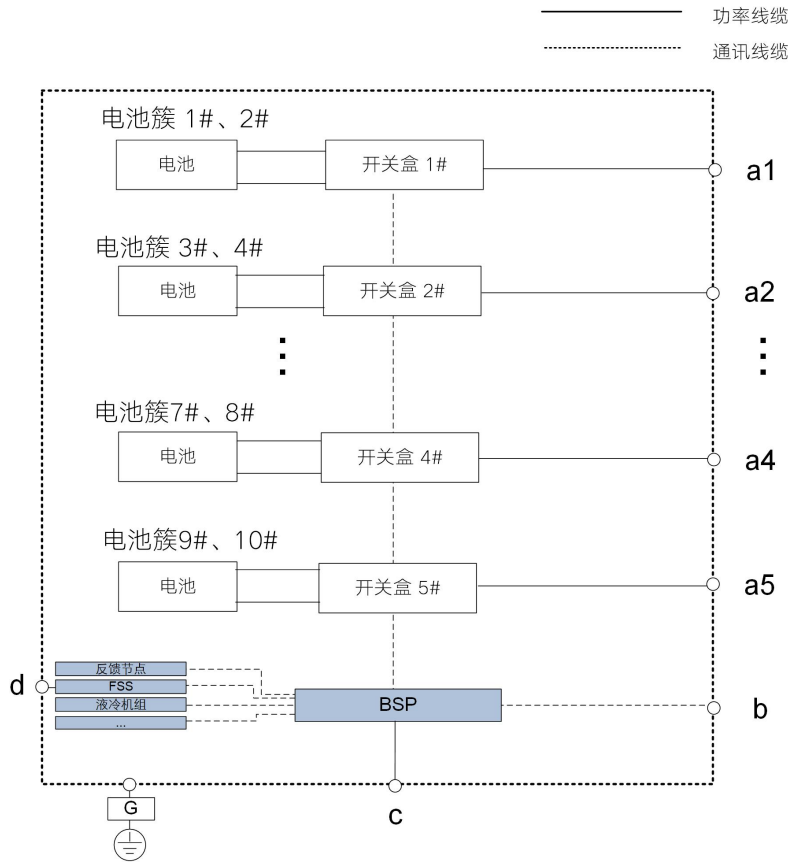 功率线缆
通讯线缆
电池簇 1#、2#
电池
开关盒 1#
a1
电池簇 3#、4#
电池
开关盒 2#
a2
电池簇7#、8#
电池
开关盒 4#
a4
电池簇9#、10#
电池
开关盒 5#
a5
反馈节点
d
FSS
液冷机组
...
BSP
b
c
G